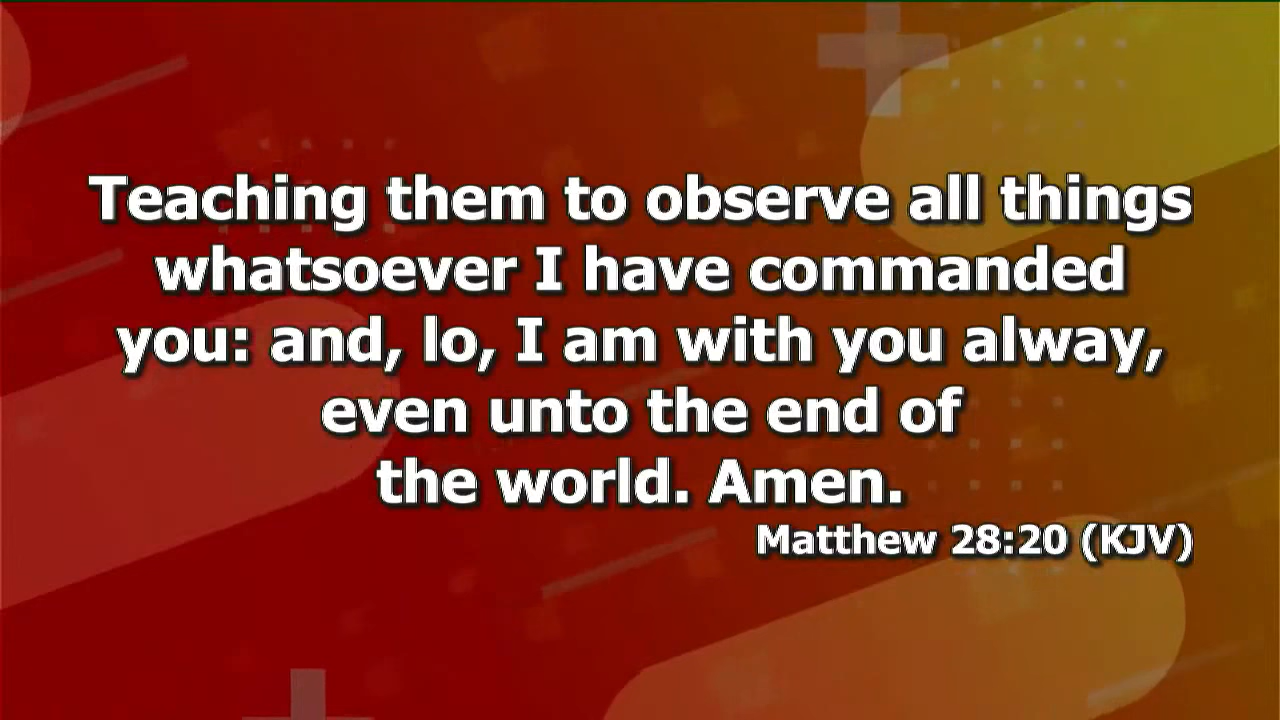 Teaching them to observe all things
whatsoever I have commanded
you: and, lo, I am with you alway,
even unto the end of
the world. Amen.
Matthew 28:20 (KJV)